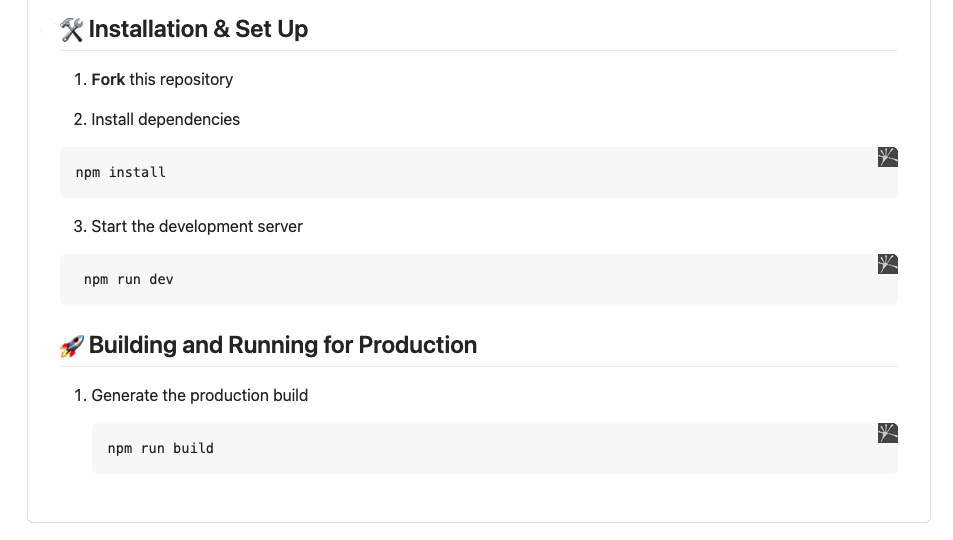 🛠 Installation & Set Up
1. Fork this repository
2. Install dependencies
npm install
3. Start the development server
npm run dev
🚀 Building and Running for Production
1. Generate the production build
npm run build